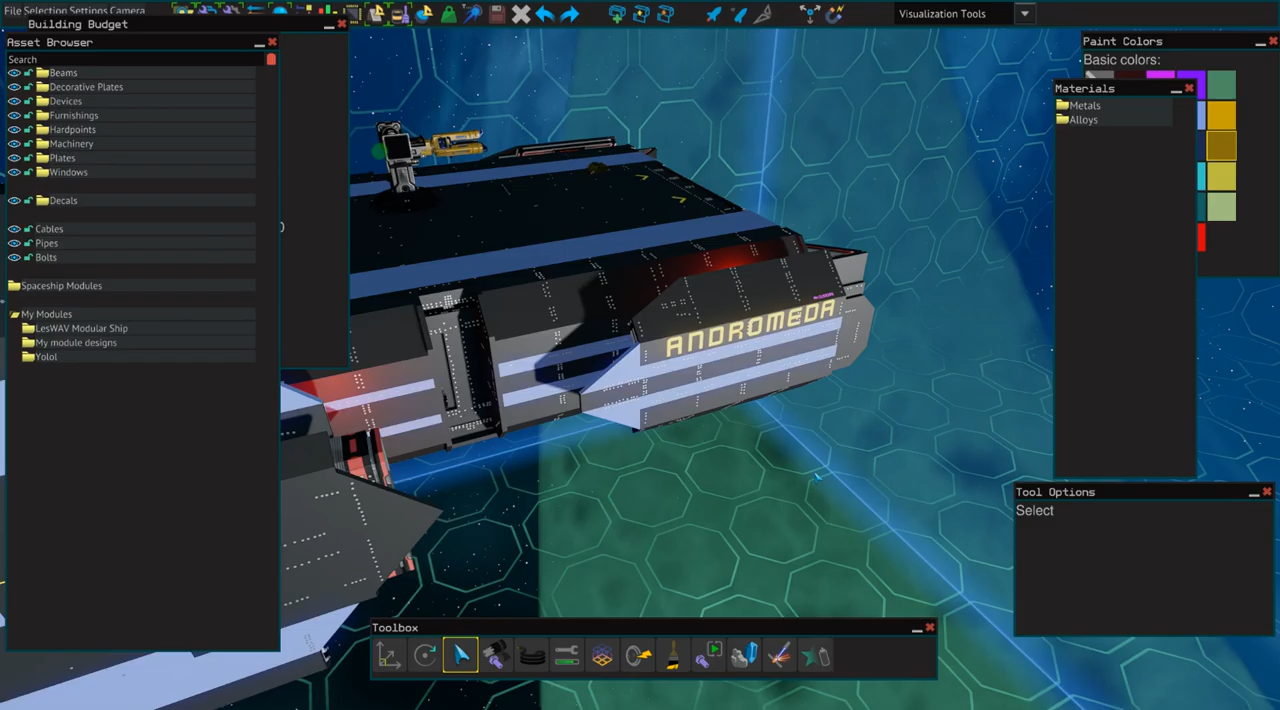 File Selection Settings Camera
Visualization Tools
Building Budget
Asset Browser
Search
Beams
Decorative Plates
Devices
Furnishings
Hardpoints
Machinery
Plates
Windows
Decals
Cables
Pipes
Bolts
Spaceship Modules
My Modules
LesWAV Modular Ship
My module designs
Yolol
ANDROMEDA
Paint Colors
Basic colors:
Materials
Metals
Alloys
Tool Options
Select
Toolbox